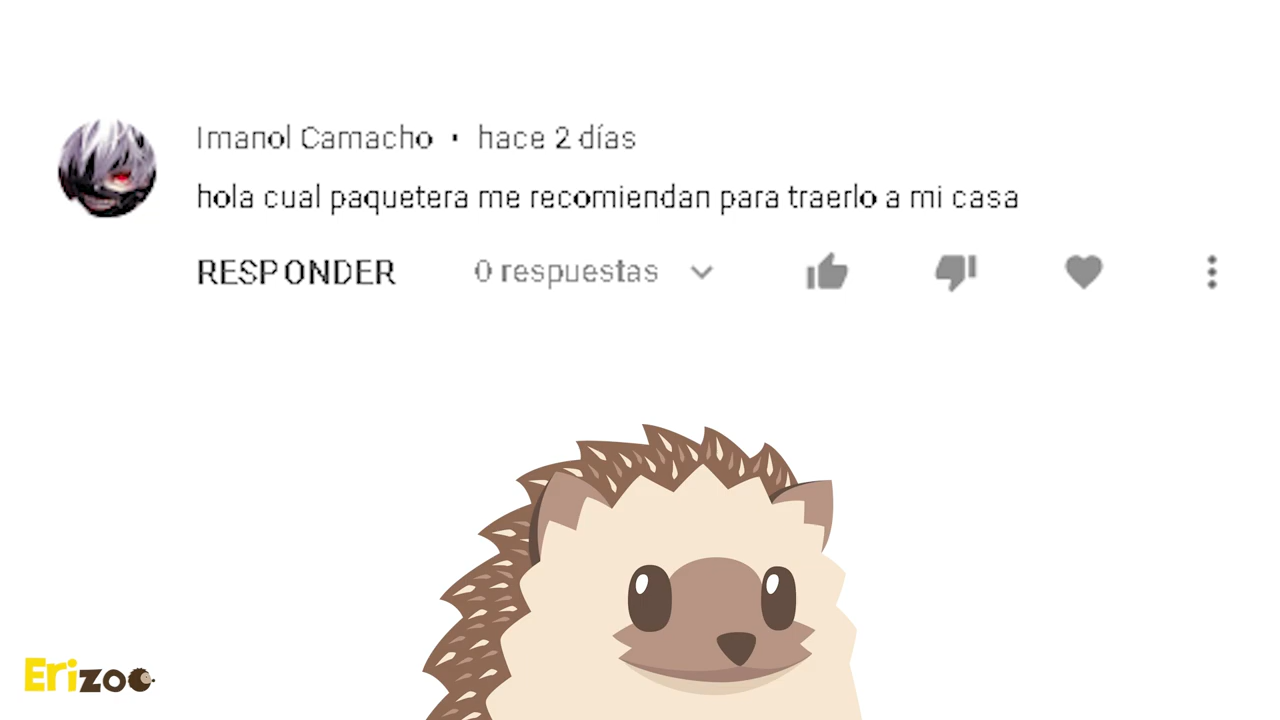 Imanol Camacho · hace 2 días
hola cual paquetera me recomiendan para traerlo a mi casa
RESPONDER 0 respuestas
Erizoo